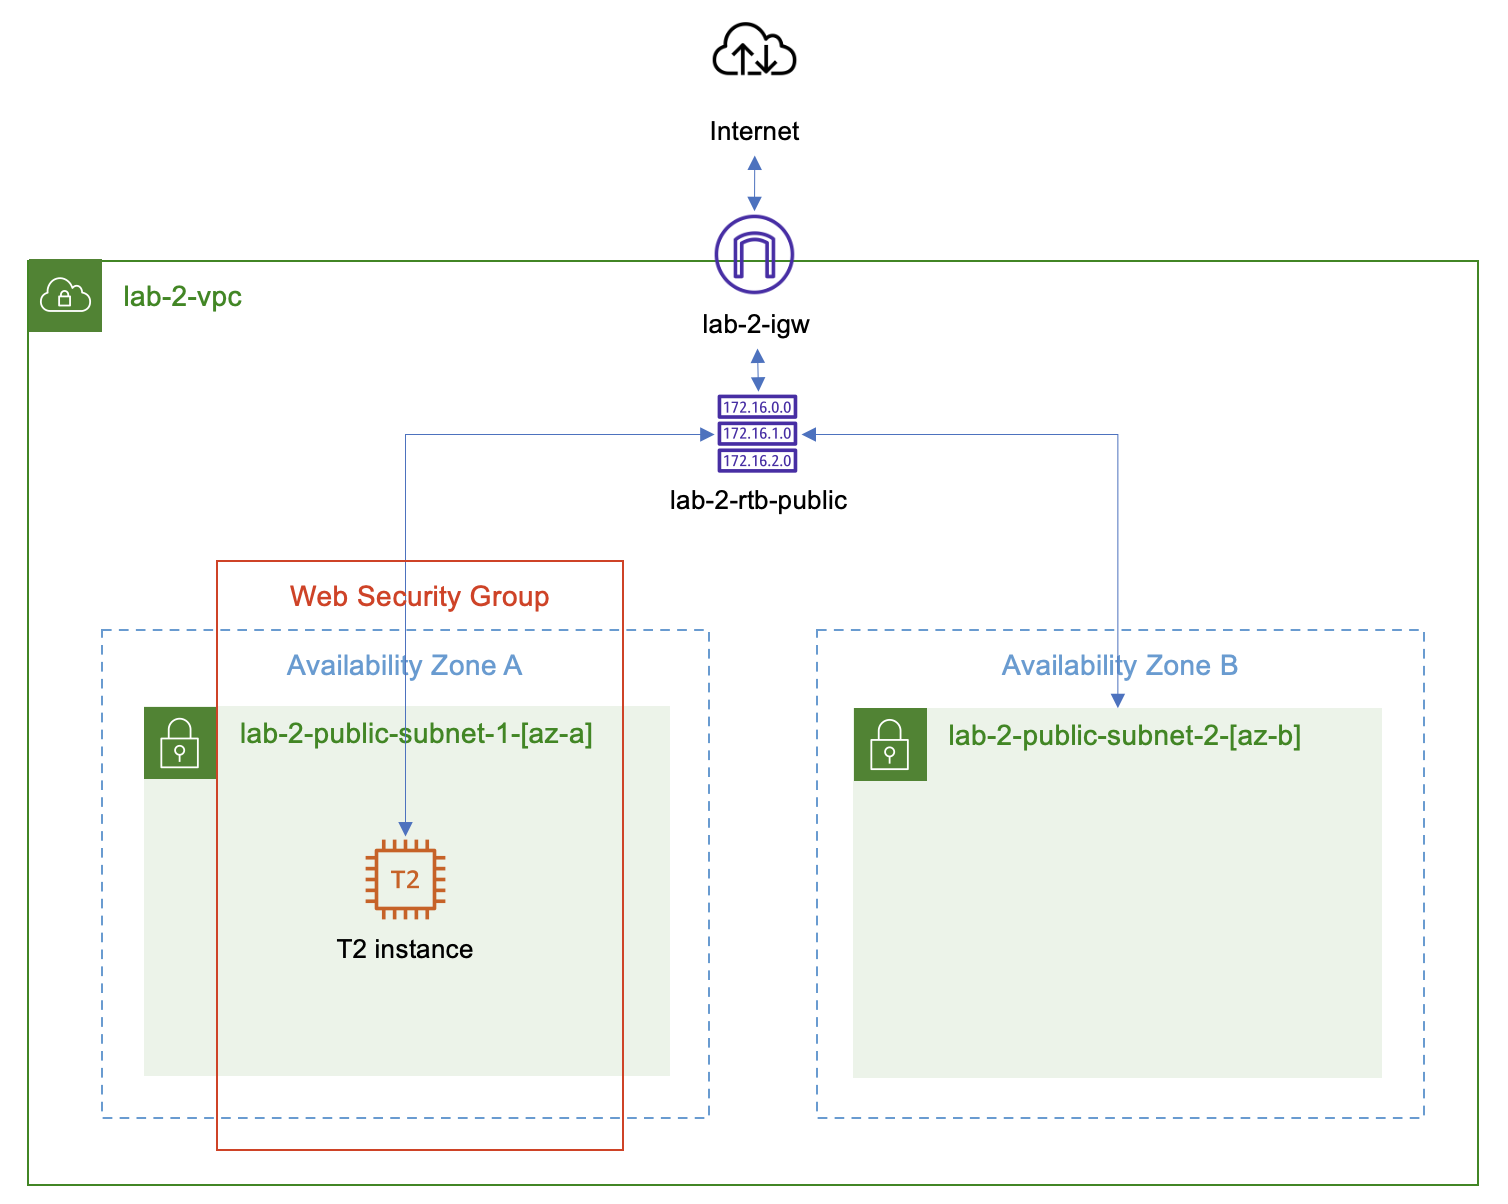 Internet
lab-2-vpc
lab-2-igw
172.16.0.0
172.16.1.0
172.16.2.0
lab-2-rtb-public
Web Security Group
Availability Zone A
lab-2-public-subnet-1-[az-a]
T2
T2 instance
Availability Zone B
lab-2-public-subnet-2-[az-b]